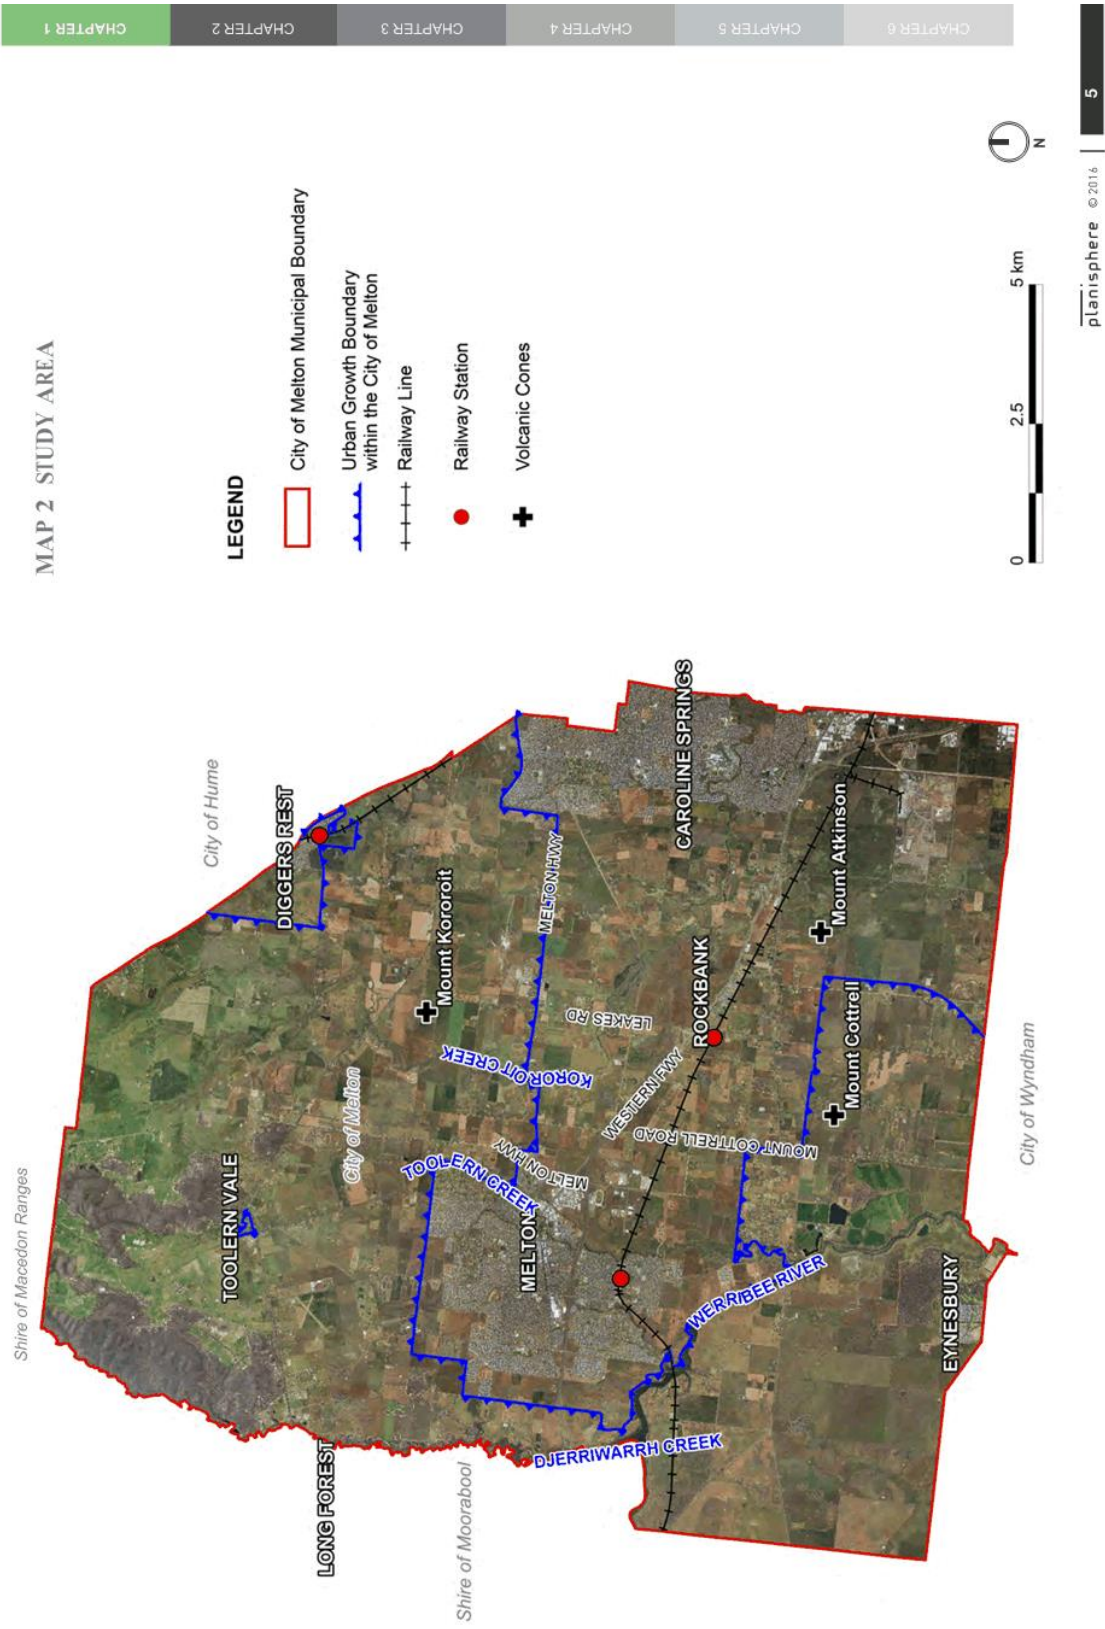 CHAPTER 1
CHAPTER 2
CHAPTER 3
CHAPTER 4
CHAPTER 5
CHAPTER 6
MAP 2 STUDY AREA
LEGEND
City of Melton Municipal Boundary
Urban Growth Boundary
within the City of Melton
Railway Line
Railway Station
Volcanic Cones
0
2.5
5 km
N
Shire of Macedon Ranges
City of Hume
TOOLERN VALE
DIGGERS REST
LONG FOREST
City of Melton
Mount Kororoit
Shire of Moorabool
KOROROIT CREEK
TOOLERN CREEK
MELTON HWY
MELTON HWY
MELTON
LEAKES RD
DJERRIWARRH CREEK
WESTERN FWY
CAROLINE SPRINGS
ROCKBANK
MOUNT COTTRELL ROAD
WERRIBEE RIVER
Mount Atkinson
Mount Cottrell
EYNESBURY
City of Wyndham
planisphere © 2016 | 5